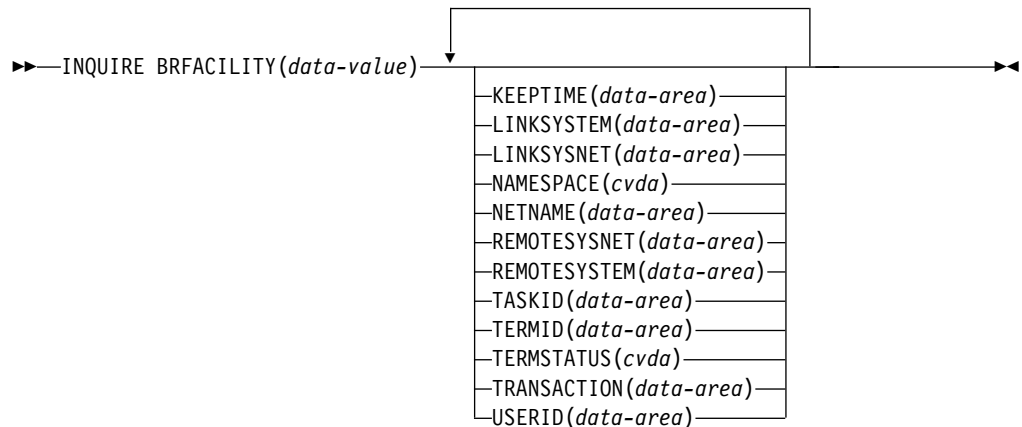 INQUIRE BRFACILITY(data-value)
KEEPTIME(data-area)
LINKSYSTEM(data-area)
LINKSYSNET(data-area)
NAMESPACE(cvda)
NETNAME(data-area)
REMOTESYSNET(data-area)
REMOTESYSTEM(data-area)
TASKID(data-area)
TERMID(data-area)
TERMSTATUS(cvda)
TRANSACTION(data-area)
USERID(data-area)